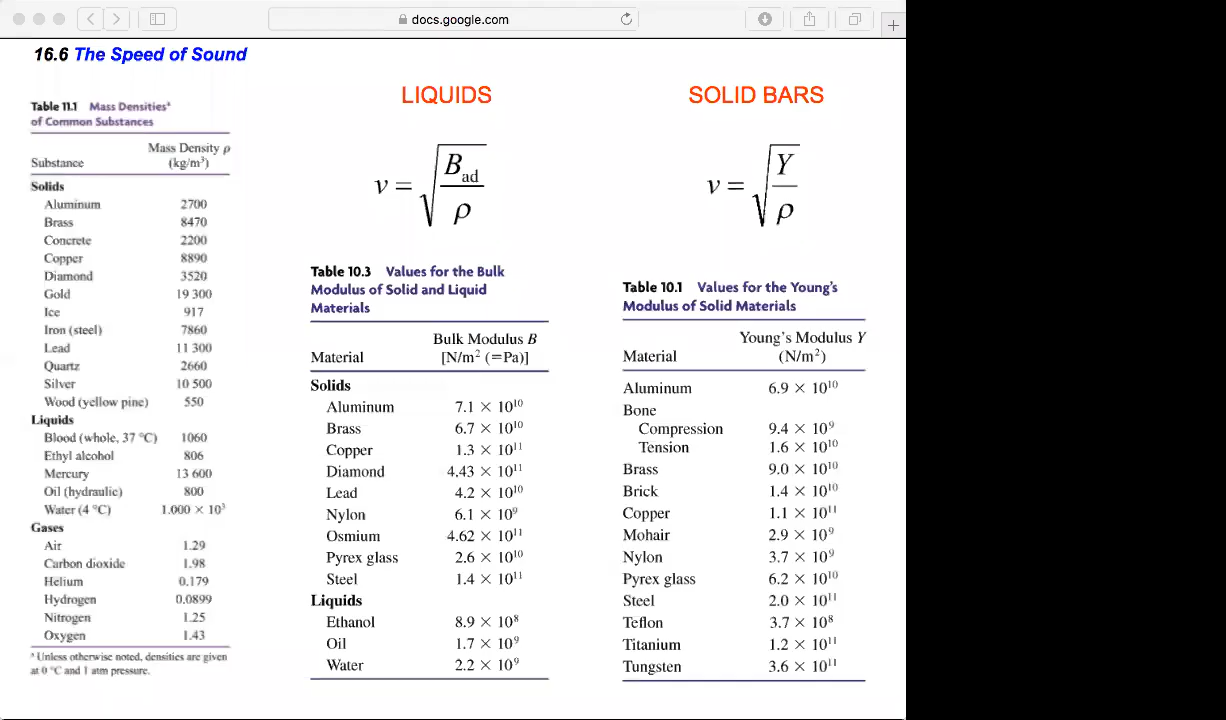 docs.google.com
16.6 The Speed of Sound
Table 11.1 Mass Densitiesᵃ
of Common Substances
Mass Density ρ
Substance (kg/m³)
Solids
Aluminum 2700
Brass 8470
Concrete 2200
Copper 8890
Diamond 3520
Gold 19 300
Ice 917
Iron (steel) 7860
Lead 11 300
Quartz 2660
Silver 10 500
Wood (yellow pine) 550
Liquids
Blood (whole, 37 °C) 1060
Ethyl alcohol 806
Mercury 13 600
Oil (hydraulic) 800
Water (4 °C) 1.000 × 10³
Gases
Air 1.29
Carbon dioxide 1.98
Helium 0.179
Hydrogen 0.0899
Nitrogen 1.25
Oxygen 1.43
ᵃ Unless otherwise noted, densities are given
at 0 °C and 1 atm pressure.
LIQUIDS
v = √(B_ad / ρ)
Table 10.3 Values for the Bulk
Modulus of Solid and Liquid
Materials
Bulk Modulus B
Material [N/m² (=Pa)]
Solids
Aluminum 7.1 × 10¹⁰
Brass 6.7 × 10¹⁰
Copper 1.3 × 10¹¹
Diamond 4.43 × 10¹¹
Lead 4.2 × 10¹⁰
Nylon 6.1 × 10⁹
Osmium 4.62 × 10¹¹
Pyrex glass 2.6 × 10¹⁰
Steel 1.4 × 10¹¹
Liquids
Ethanol 8.9 × 10⁸
Oil 1.7 × 10⁹
Water 2.2 × 10⁹
SOLID BARS
v = √(Y / ρ)
Table 10.1 Values for the Young's
Modulus of Solid Materials
Young's Modulus Y
Material (N/m²)
Aluminum 6.9 × 10¹⁰
Bone
Compression 9.4 × 10⁹
Tension 1.6 × 10¹⁰
Brass 9.0 × 10¹⁰
Brick 1.4 × 10¹⁰
Copper 1.1 × 10¹¹
Mohair 2.9 × 10⁹
Nylon 3.7 × 10⁹
Pyrex glass 6.2 × 10¹⁰
Steel 2.0 × 10¹¹
Teflon 3.7 × 10⁸
Titanium 1.2 × 10¹¹
Tungsten 3.6 × 10¹¹